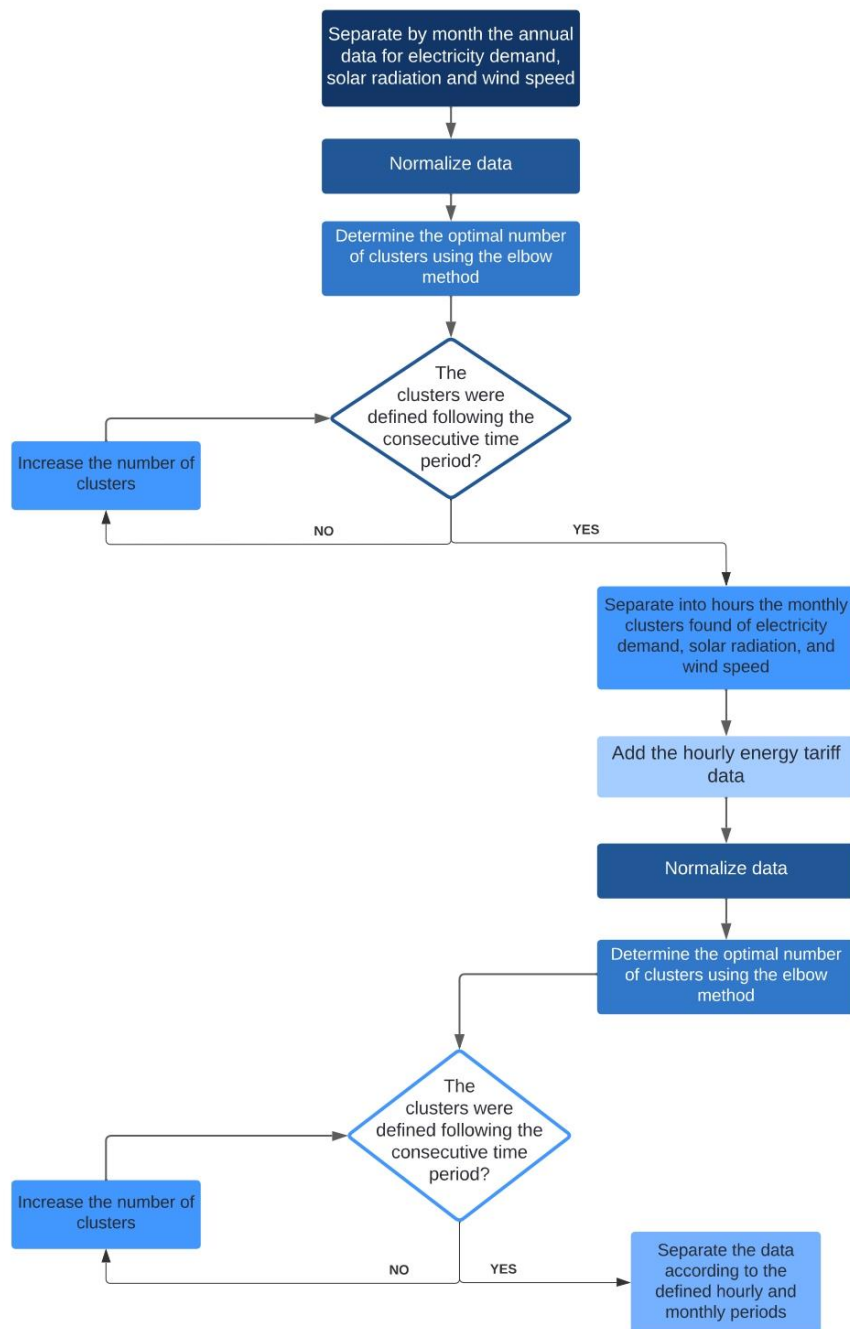 Separate by month the annual
data for electricity demand,
solar radiation and wind speed
Normalize data
Determine the optimal number
of clusters using the elbow
method
The
clusters were
defined following the
consecutive time
period?
Increase the number of
clusters
NO
YES
Separate into hours the monthly
clusters found of electricity
demand, solar radiation, and
wind speed
Add the hourly energy tariff
data
Normalize data
Determine the optimal number
of clusters using the elbow
method
The
clusters were
defined following the
consecutive time
period?
Increase the number of
clusters
NO
YES
Separate the data
according to the
defined hourly and
monthly periods